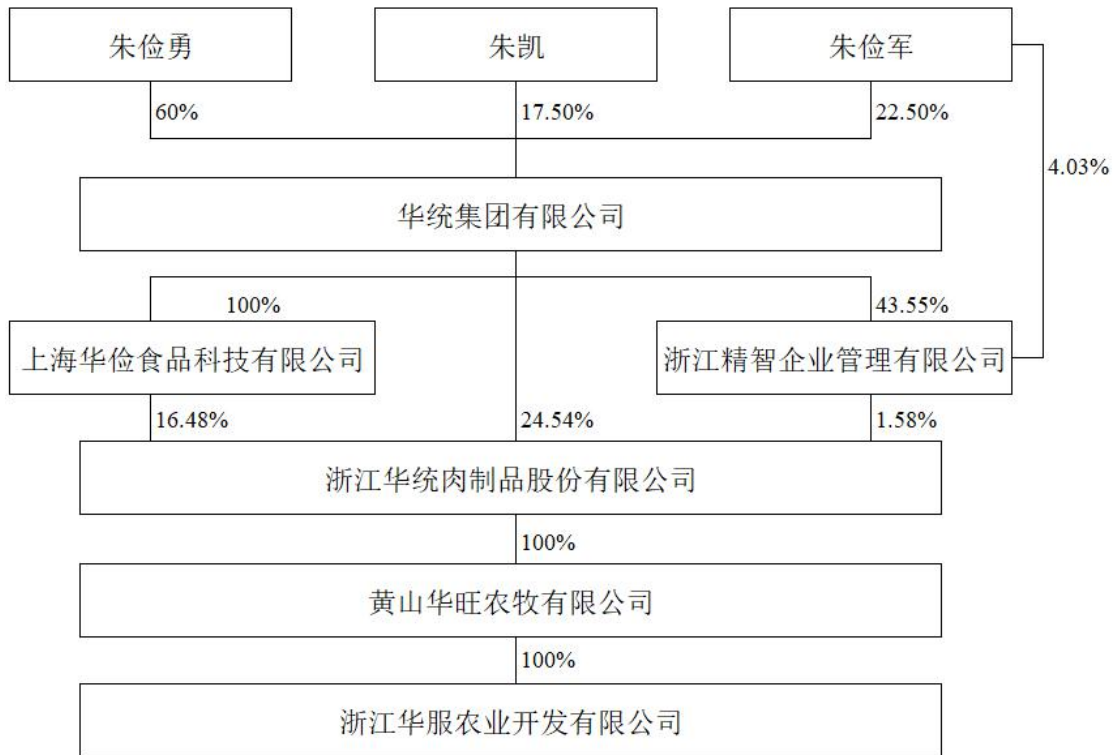 朱俭勇
朱凯
朱俭军
60%
17.50%
22.50%
4.03%
华统集团有限公司
100%
43.55%
上海华俭食品科技有限公司
浙江精智企业管理有限公司
16.48%
24.54%
1.58%
浙江华统肉制品股份有限公司
100%
黄山华旺农牧有限公司
100%
浙江华服农业开发有限公司